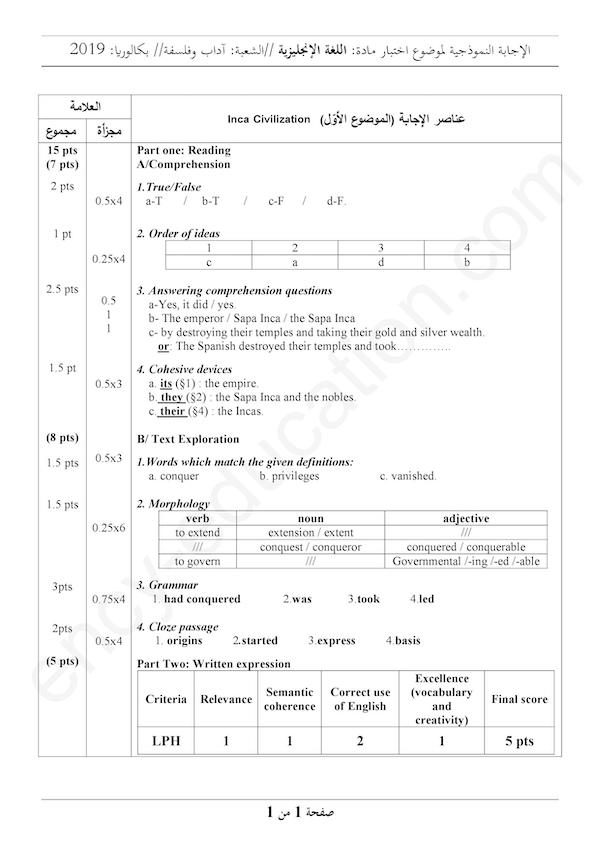 الإجابة النموذجية لموضوع اختبار مادة: اللغة الإنجليزية //الشعبة: آداب وفلسفة// بكالوريا: 2019
العلامة
عناصر الإجابة (الموضوع الأوّل) Inca Civilization
مجموع
مجزأة
15 pts
Part one: Reading
(7 pts)
A/Comprehension
2 pts
1.True/False
0.5x4
a-T / b-T / c-F / d-F.
1 pt
2. Order of ideas
1 2 3 4
0.25x4
c a d b
2.5 pts
3. Answering comprehension questions
0.5
a-Yes, it did / yes.
1
b- The emperor / Sapa Inca / the Sapa Inca
1
c- by destroying their temples and taking their gold and silver wealth.
or: The Spanish destroyed their temples and took………….
1.5 pt
4. Cohesive devices
0.5x3
a. its (§1) : the empire.
b. they (§2) : the Sapa Inca and the nobles.
c. their (§4) : the Incas.
(8 pts)
B/ Text Exploration
1.5 pts
0.5x3
1.Words which match the given definitions:
a. conquer b. privileges c. vanished.
1.5 pts
2. Morphology
verb noun adjective
0.25x6
to extend extension / extent ///
/// conquest / conqueror conquered / conquerable
to govern /// Governmental /-ing /-ed /-able
3pts
3. Grammar
0.75x4
1. had conquered 2.was 3.took 4.led
2pts
4. Cloze passage
0.5x4
1. origins 2.started 3.express 4.basis
(5 pts)
Part Two: Written expression
Criteria Relevance Semantic coherence Correct use of English Excellence (vocabulary and creativity) Final score
LPH 1 1 2 1 5 pts
صفحة 1 من 1
ency-education.com